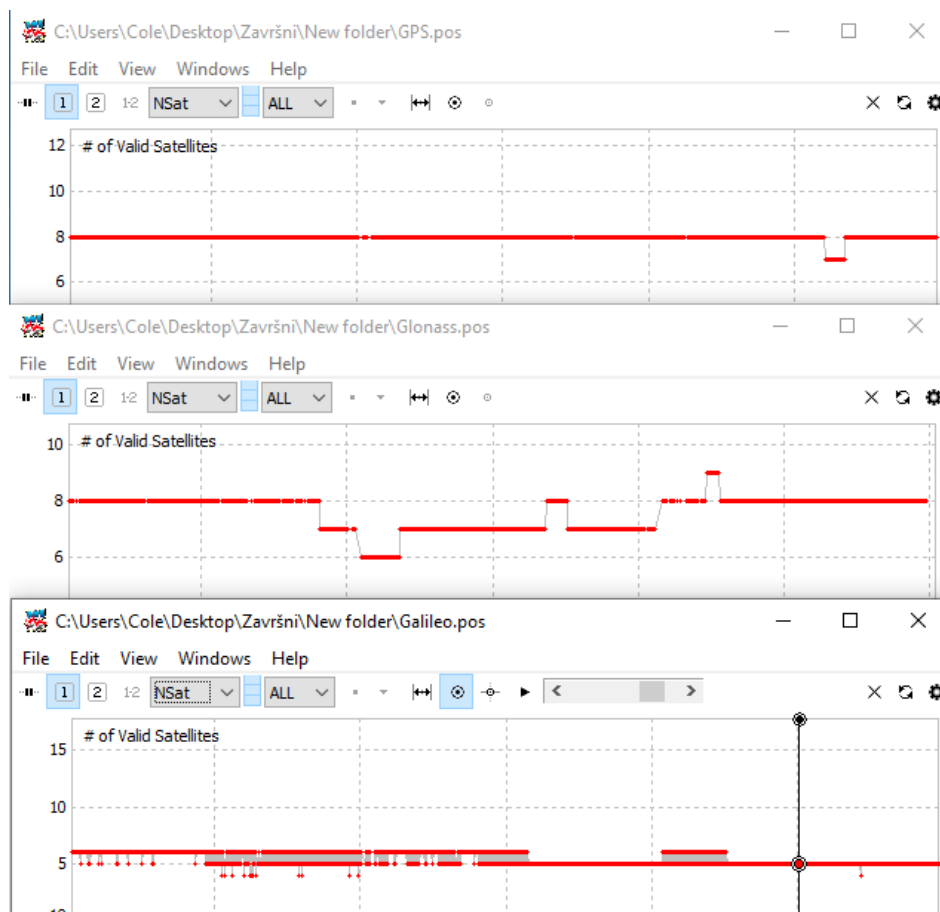 C:\Users\Cole\Desktop\Završni\New folder\GPS.pos
File Edit View Windows Help
1 2 1-2 NSat ALL
12 # of Valid Satellites
10
8
6
C:\Users\Cole\Desktop\Završni\New folder\Glonass.pos
File Edit View Windows Help
1 2 1-2 NSat ALL
10 # of Valid Satellites
8
6
C:\Users\Cole\Desktop\Završni\New folder\Galileo.pos
File Edit View Windows Help
1 2 1-2 NSat ALL
# of Valid Satellites
15
10
5